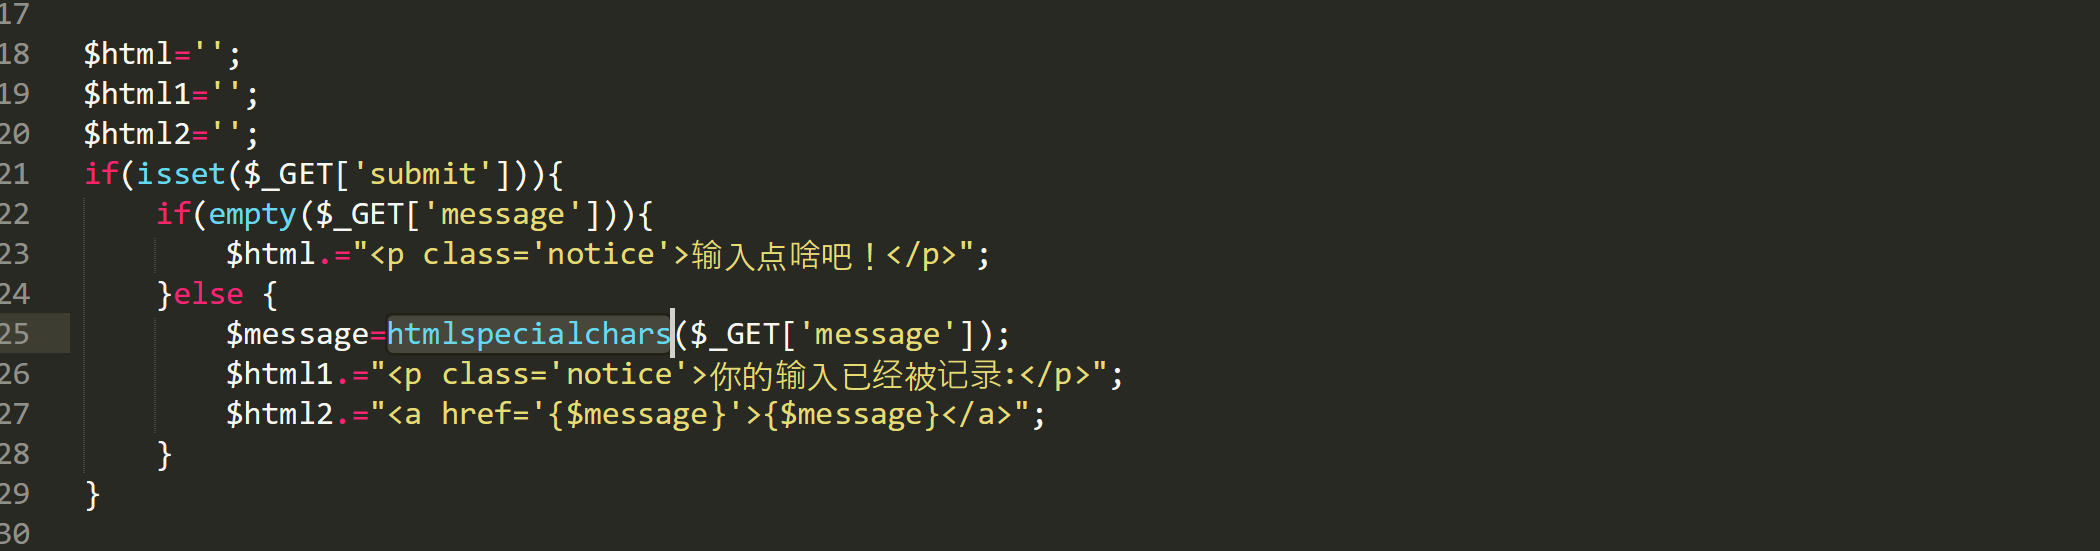 17
18 $html='';
19 $html1='';
20 $html2='';
21 if(isset($_GET['submit'])){
22 if(empty($_GET['message'])){
23 $html.="<p class='notice'>输入点啥吧！</p>";
24 }else {
25 $message=htmlspecialchars($_GET['message']);
26 $html1.="<p class='notice'>你的输入已经被记录:</p>";
27 $html2.="<a href='{$message}'>{$message}</a>";
28 }
29 }
30